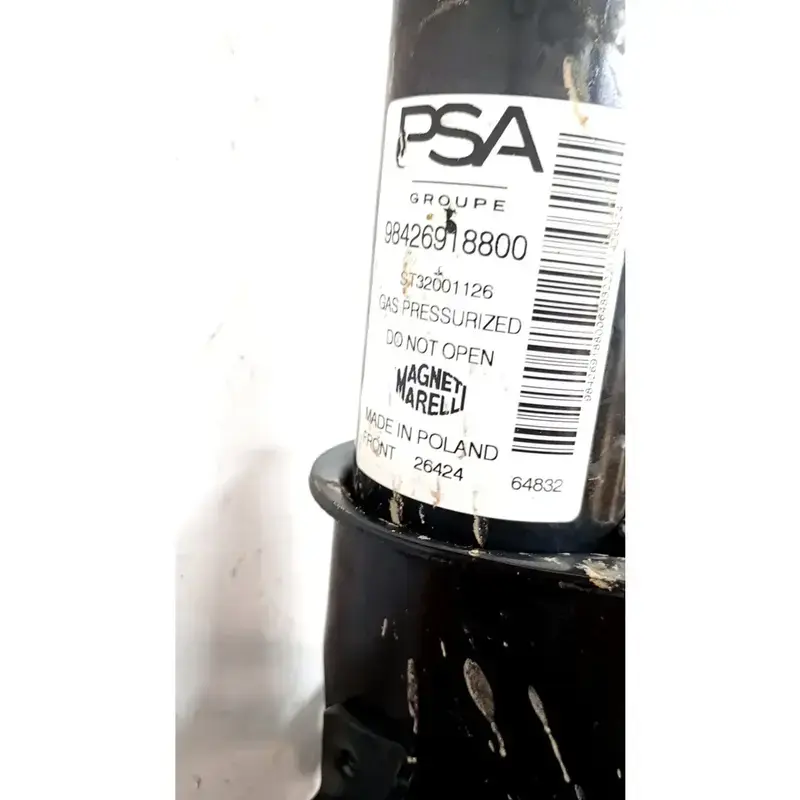 PSA
GROUPE
98426918800
ST32001126
GAS PRESSURIZED
DO NOT OPEN
MAGNETI
MARELLI
MADE IN POLAND
FRONT 26424 64832